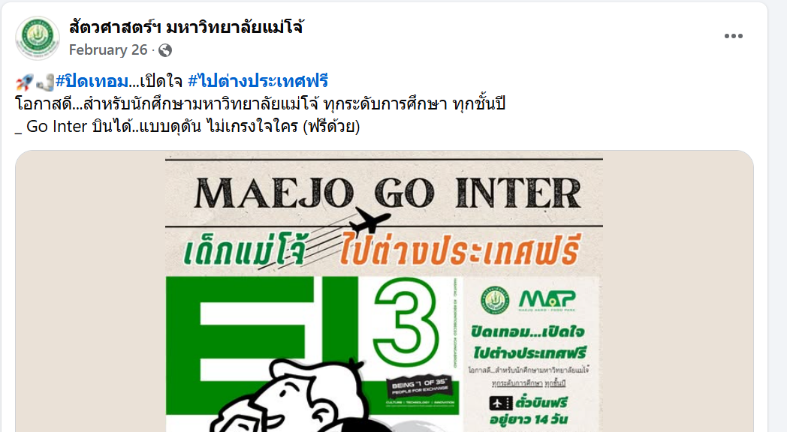 สัตวศาสตร์ฯ มหาวิทยาลัยแม่โจ้
February 26 ·
#ปิดเทอม...เปิดใจ #ไปต่างประเทศฟรี
โอกาสดี...สำหรับนักศึกษามหาวิทยาลัยแม่โจ้ ทุกระดับการศึกษา ทุกชั้นปี
_ Go Inter บินได้..แบบดุดัน ไม่เกรงใจใคร (ฟรีด้วย)
MAEJO GO INTER
เด็กแม่โจ้ ไปต่างประเทศฟรี
EL3
BEING "1 OF 35"
PEOPLE FOR EXCHANGE
CULTURE · TECHNOLOGY · INNOVATION
MAP
ปิดเทอม...เปิดใจ
ไปต่างประเทศฟรี
โอกาสดี...สำหรับนักศึกษามหาวิทยาลัยแม่โจ้
ทุกระดับการศึกษา ทุกชั้นปี
ตั๋วบินฟรี
อยู่ยาว 14 วัน